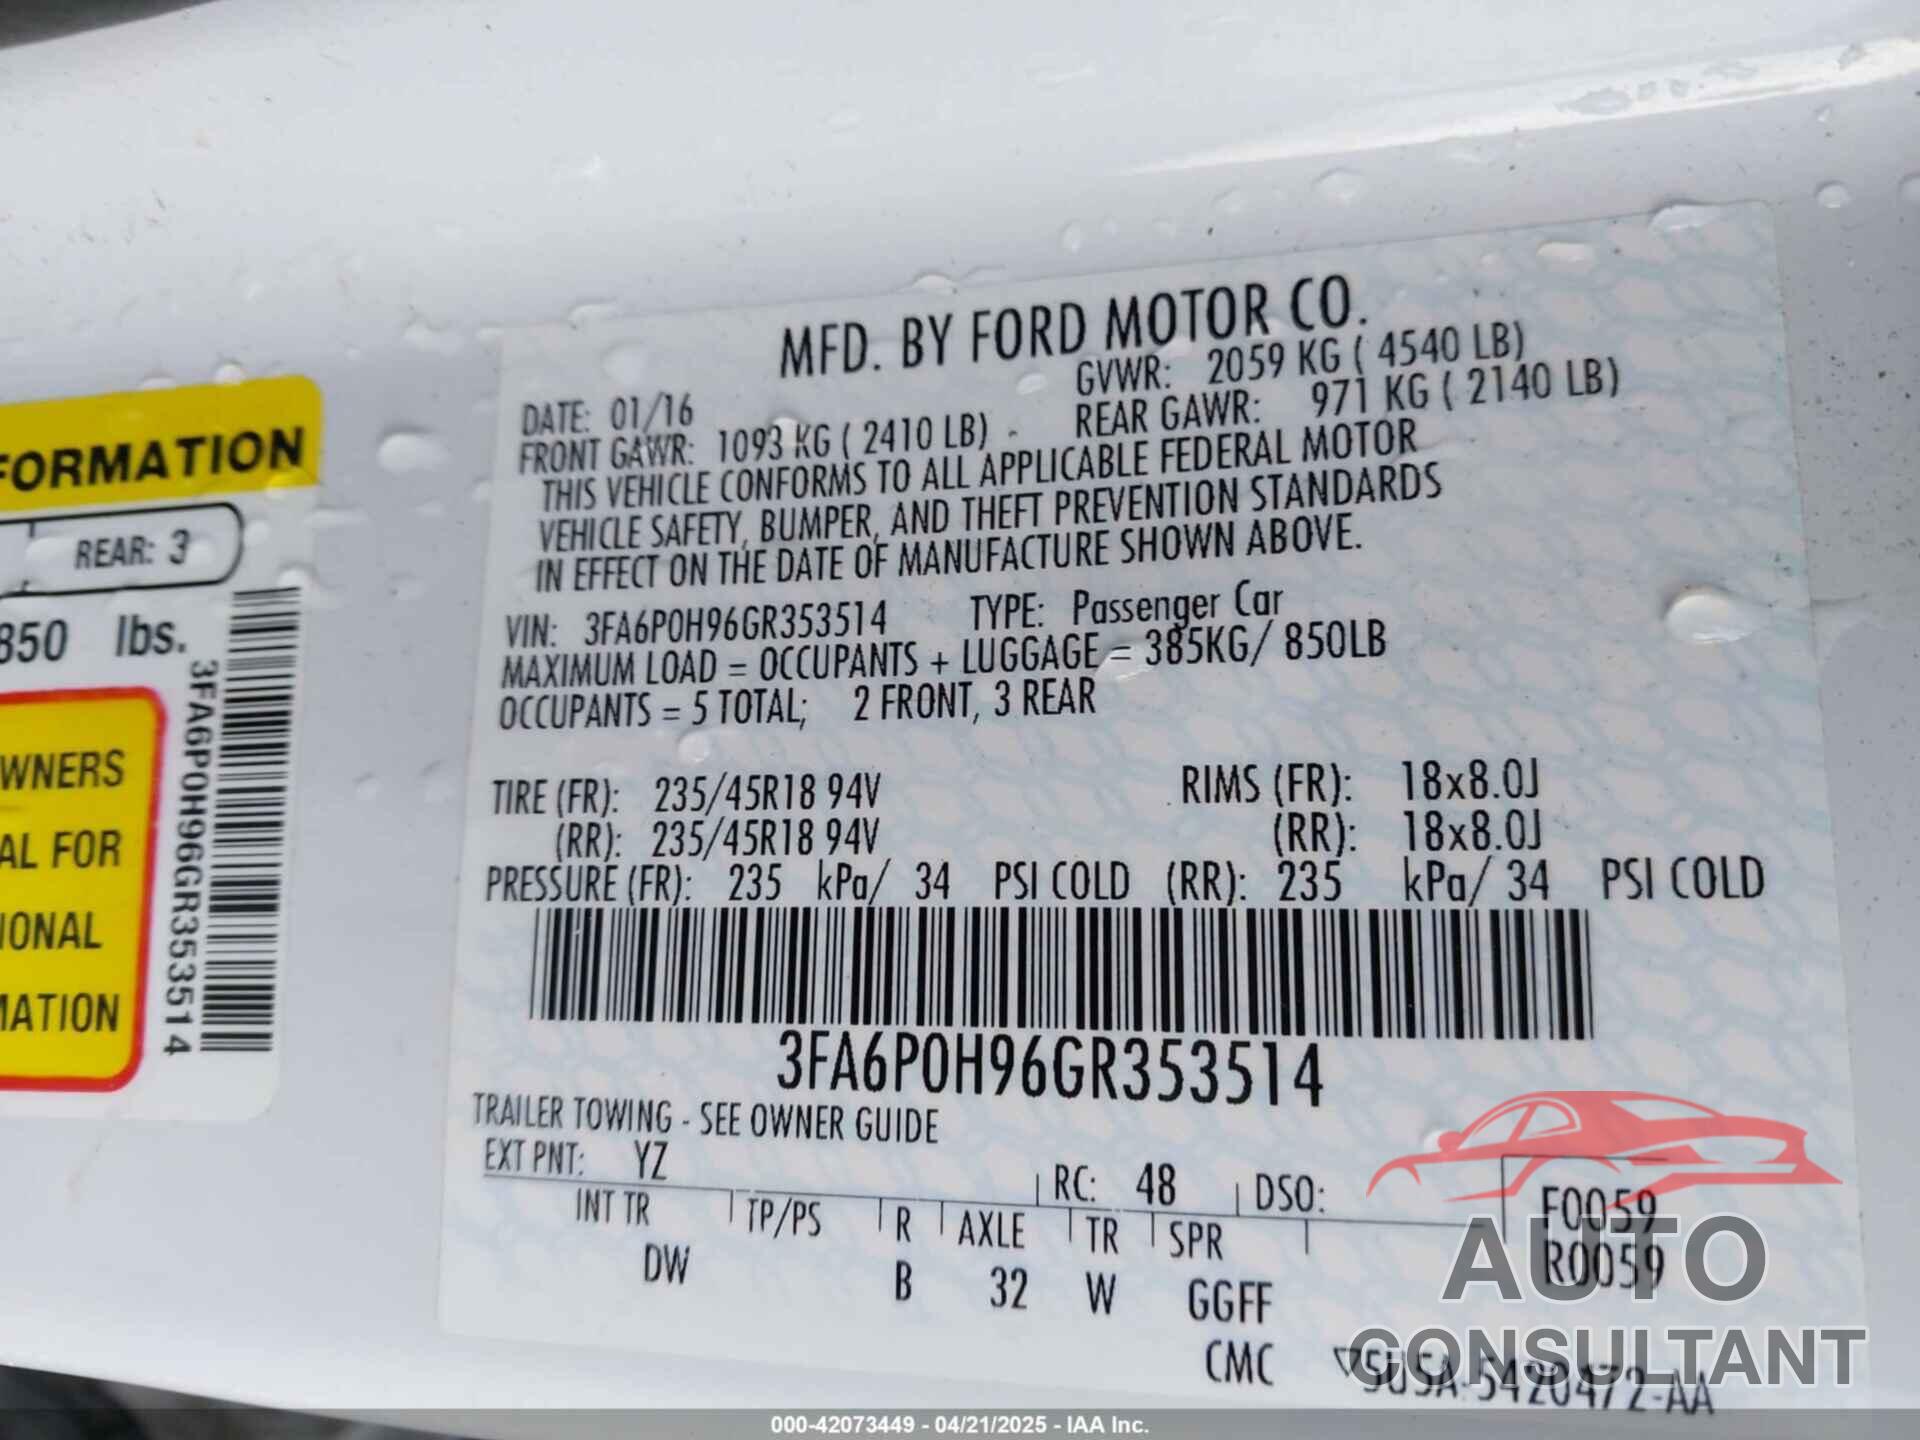 FORMATION
REAR: 3
850 lbs.
WNERS
AL FOR
IONAL
MATION
3FA6P0H96GR353514
MFD. BY FORD MOTOR CO.
DATE: 01/16 GVWR: 2059 KG ( 4540 LB)
FRONT GAWR: 1093 KG ( 2410 LB) - REAR GAWR: 971 KG ( 2140 LB)
THIS VEHICLE CONFORMS TO ALL APPLICABLE FEDERAL MOTOR
VEHICLE SAFETY, BUMPER, AND THEFT PREVENTION STANDARDS
IN EFFECT ON THE DATE OF MANUFACTURE SHOWN ABOVE.
VIN: 3FA6P0H96GR353514 TYPE: Passenger Car
MAXIMUM LOAD = OCCUPANTS + LUGGAGE = 385KG/ 850LB
OCCUPANTS = 5 TOTAL; 2 FRONT, 3 REAR
TIRE (FR): 235/45R18 94V RIMS (FR): 18x8.0J
(RR): 235/45R18 94V (RR): 18x8.0J
PRESSURE (FR): 235 kPa/ 34 PSI COLD (RR): 235 kPa/ 34 PSI COLD
3FA6P0H96GR353514
TRAILER TOWING - SEE OWNER GUIDE
EXT PNT: YZ RC: 48 DSO:
INT TR TP/PS R AXLE TR SPR F0059
DW B 32 W GGFF R0059
CMC 5U5A-5420472-AA
AUTO
CONSULTANT
000-42073449 - 04/21/2025 - IAA Inc.